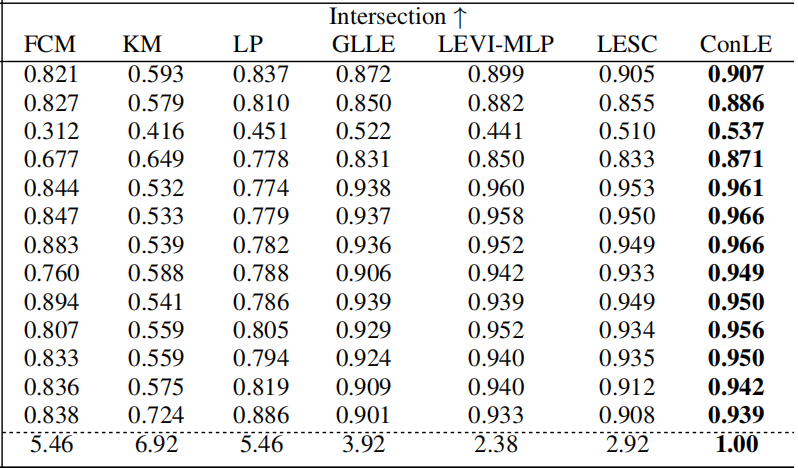 Intersection ↑
FCM KM LP GLLE LEVI-MLP LESC ConLE
0.821 0.593 0.837 0.872 0.899 0.905 0.907
0.827 0.579 0.810 0.850 0.882 0.855 0.886
0.312 0.416 0.451 0.522 0.441 0.510 0.537
0.677 0.649 0.778 0.831 0.850 0.833 0.871
0.844 0.532 0.774 0.938 0.960 0.953 0.961
0.847 0.533 0.779 0.937 0.958 0.950 0.966
0.883 0.539 0.782 0.936 0.952 0.949 0.966
0.760 0.588 0.788 0.906 0.942 0.933 0.949
0.894 0.541 0.786 0.939 0.939 0.949 0.950
0.807 0.559 0.805 0.929 0.952 0.934 0.956
0.833 0.559 0.794 0.924 0.940 0.935 0.950
0.836 0.575 0.819 0.909 0.940 0.912 0.942
0.838 0.724 0.886 0.901 0.933 0.908 0.939
5.46 6.92 5.46 3.92 2.38 2.92 1.00